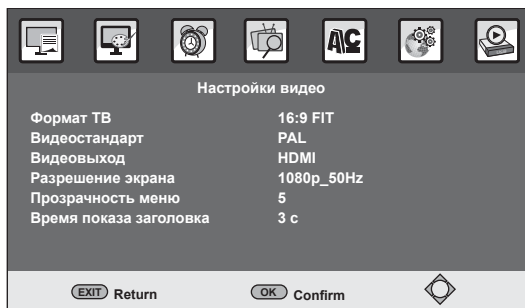 AC
Настройки видео
Формат ТВ 16:9 FIT
Видеостандарт PAL
Видеовыход HDMI
Разрешение экрана 1080p_50Hz
Прозрачность меню 5
Время показа заголовка 3 с
EXIT Return OK Confirm